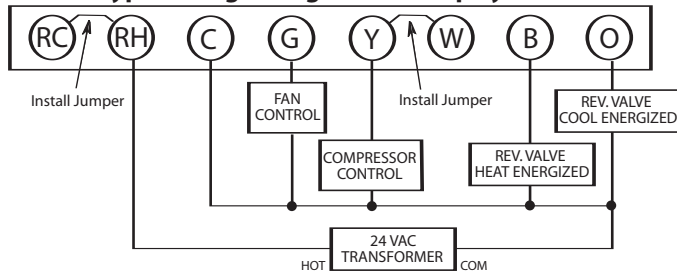 RC RH C G Y W B O
Install Jumper
FAN
CONTROL
Install Jumper
REV. VALVE
COOL ENERGIZED
COMPRESSOR
CONTROL
REV. VALVE
HEAT ENERGIZED
24 VAC
TRANSFORMER
HOT
COM